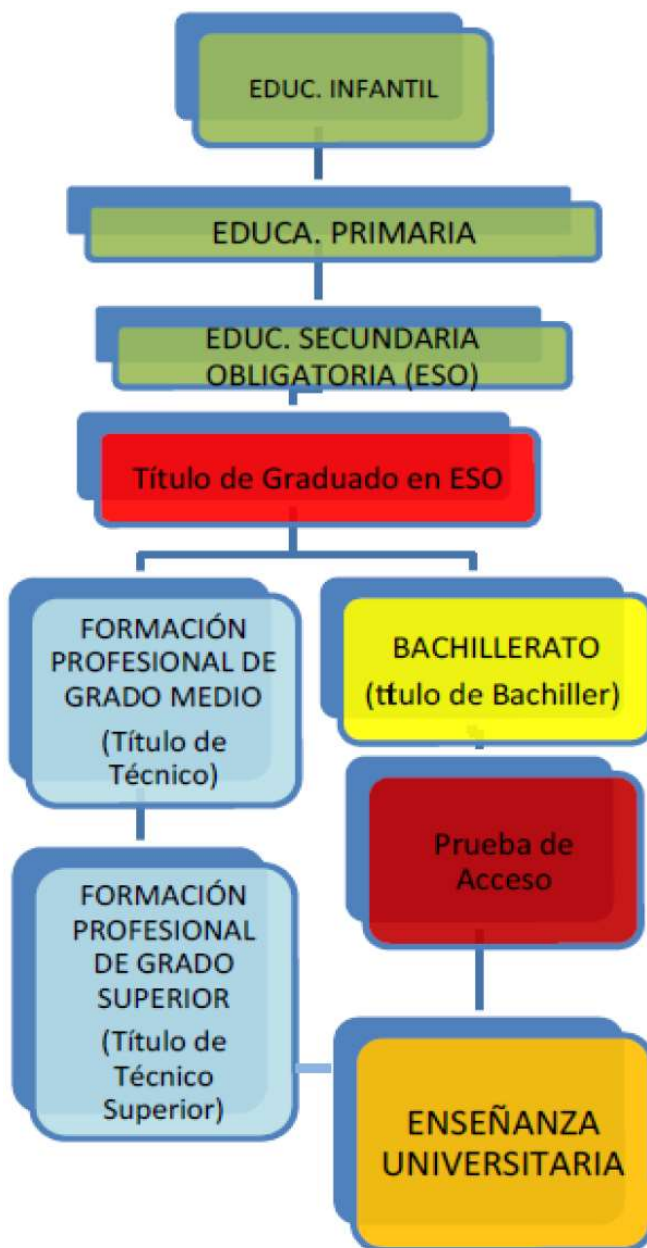 EDUC. INFANTIL
EDUCA. PRIMARIA
EDUC. SECUNDARIA
OBLIGATORIA (ESO)
Título de Graduado en ESO
FORMACIÓN
PROFESIONAL DE
GRADO MEDIO
(Título de
Técnico)
BACHILLERATO
(título de Bachiller)
Prueba de
Acceso
FORMACIÓN
PROFESIONAL
DE GRADO
SUPERIOR
(Título de
Técnico
Superior)
ENSEÑANZA
UNIVERSITARIA